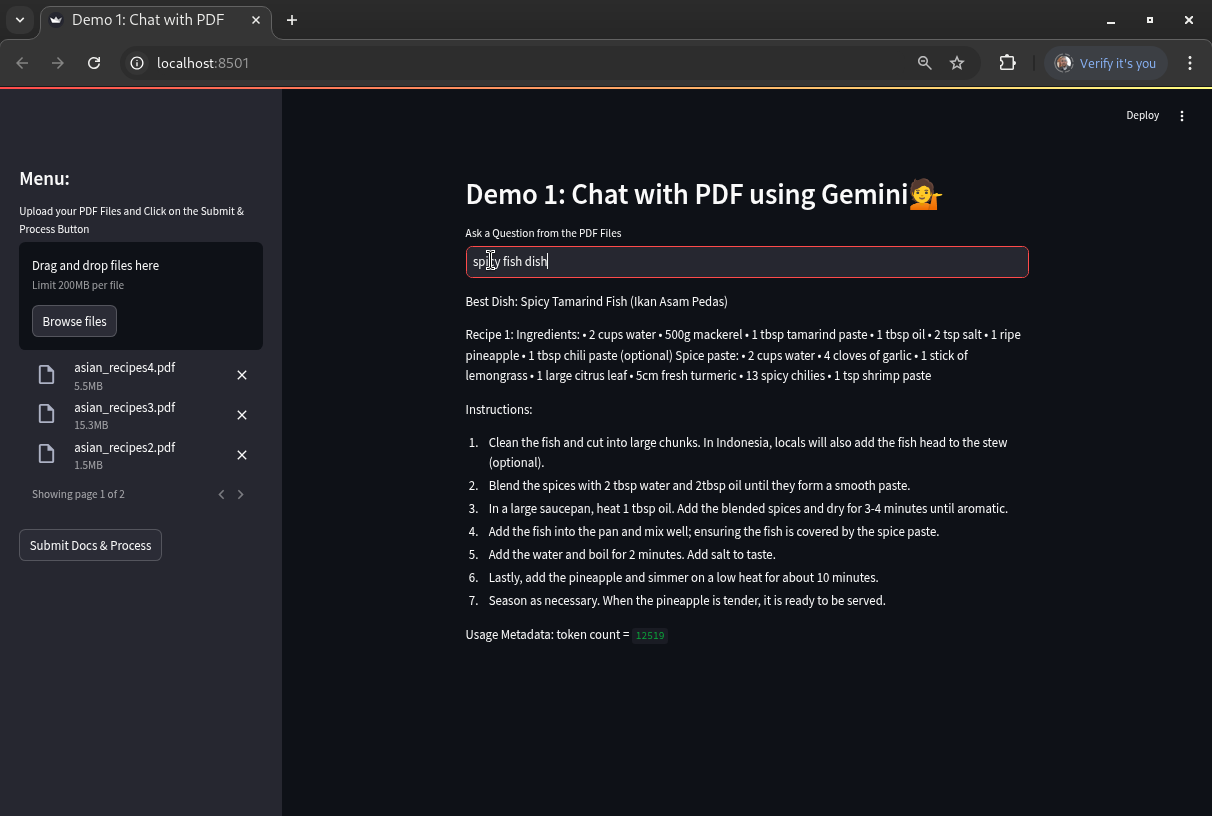 Demo 1: Chat with PDF
localhost:8501
Verify it's you
Deploy
Menu:
Upload your PDF Files and Click on the Submit &
Process Button
Drag and drop files here
Limit 200MB per file
Browse files
asian_recipes4.pdf
5.5MB
asian_recipes3.pdf
15.3MB
asian_recipes2.pdf
1.5MB
Showing page 1 of 2
Submit Docs & Process
Demo 1: Chat with PDF using Gemini💁
Ask a Question from the PDF Files
spicy fish dish
Best Dish: Spicy Tamarind Fish (Ikan Asam Pedas)
Recipe 1: Ingredients: • 2 cups water • 500g mackerel • 1 tbsp tamarind paste • 1 tbsp oil • 2 tsp salt • 1 ripe
pineapple • 1 tbsp chili paste (optional) Spice paste: • 2 cups water • 4 cloves of garlic • 1 stick of
lemongrass • 1 large citrus leaf • 5cm fresh turmeric • 13 spicy chilies • 1 tsp shrimp paste
Instructions:
1. Clean the fish and cut into large chunks. In Indonesia, locals will also add the fish head to the stew
(optional).
2. Blend the spices with 2 tbsp water and 2tbsp oil until they form a smooth paste.
3. In a large saucepan, heat 1 tbsp oil. Add the blended spices and dry for 3-4 minutes until aromatic.
4. Add the fish into the pan and mix well; ensuring the fish is covered by the spice paste.
5. Add the water and boil for 2 minutes. Add salt to taste.
6. Lastly, add the pineapple and simmer on a low heat for about 10 minutes.
7. Season as necessary. When the pineapple is tender, it is ready to be served.
Usage Metadata: token count = 12519